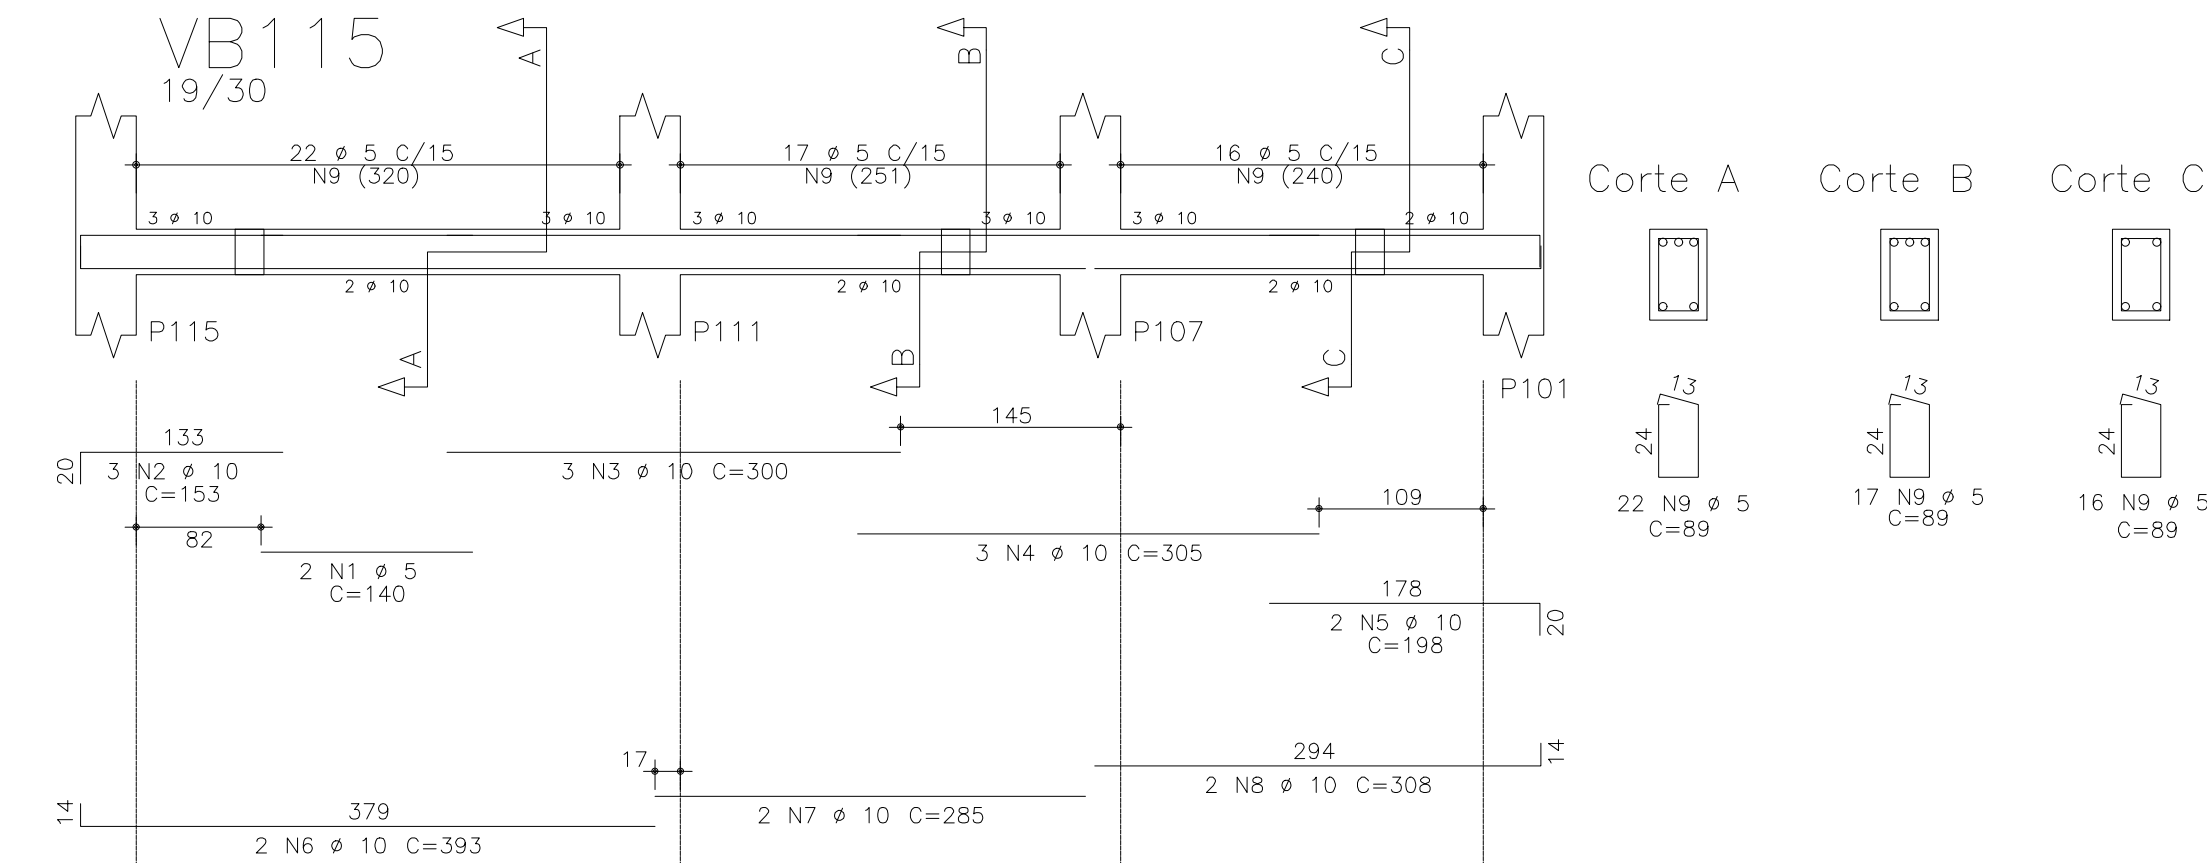 VB115
19/30
A
B
C
22 ø 5 C/15
N9 (320)
17 ø 5 C/15
N9 (251)
16 ø 5 C/15
N9 (240)
Corte A
Corte B
Corte C
3 ø 10
3 ø 10
3 ø 10
3 ø 10
3 ø 10
2 ø 10
2 ø 10
2 ø 10
2 ø 10
P115
P111
P107
P101
A
B
C
13
24
22 N9 ø 5
C=89
13
24
17 N9 ø 5
C=89
13
24
16 N9 ø 5
C=89
145
133
20
3 N2 ø 10
C=153
3 N3 ø 10 C=300
109
82
2 N1 ø 5
C=140
3 N4 ø 10 C=305
178
20
2 N5 ø 10
C=198
17
294
14
2 N8 ø 10 C=308
14
379
2 N7 ø 10 C=285
2 N6 ø 10 C=393